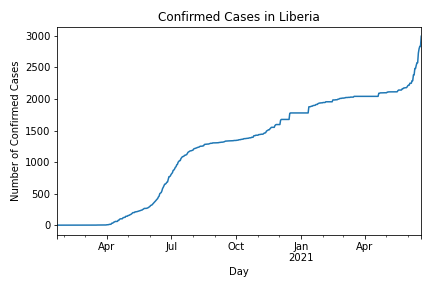 Confirmed Cases in Liberia
3000
2500
2000
1500
1000
500
0
Number of Confirmed Cases
Apr
Jul
Oct
Jan
2021
Apr
Day